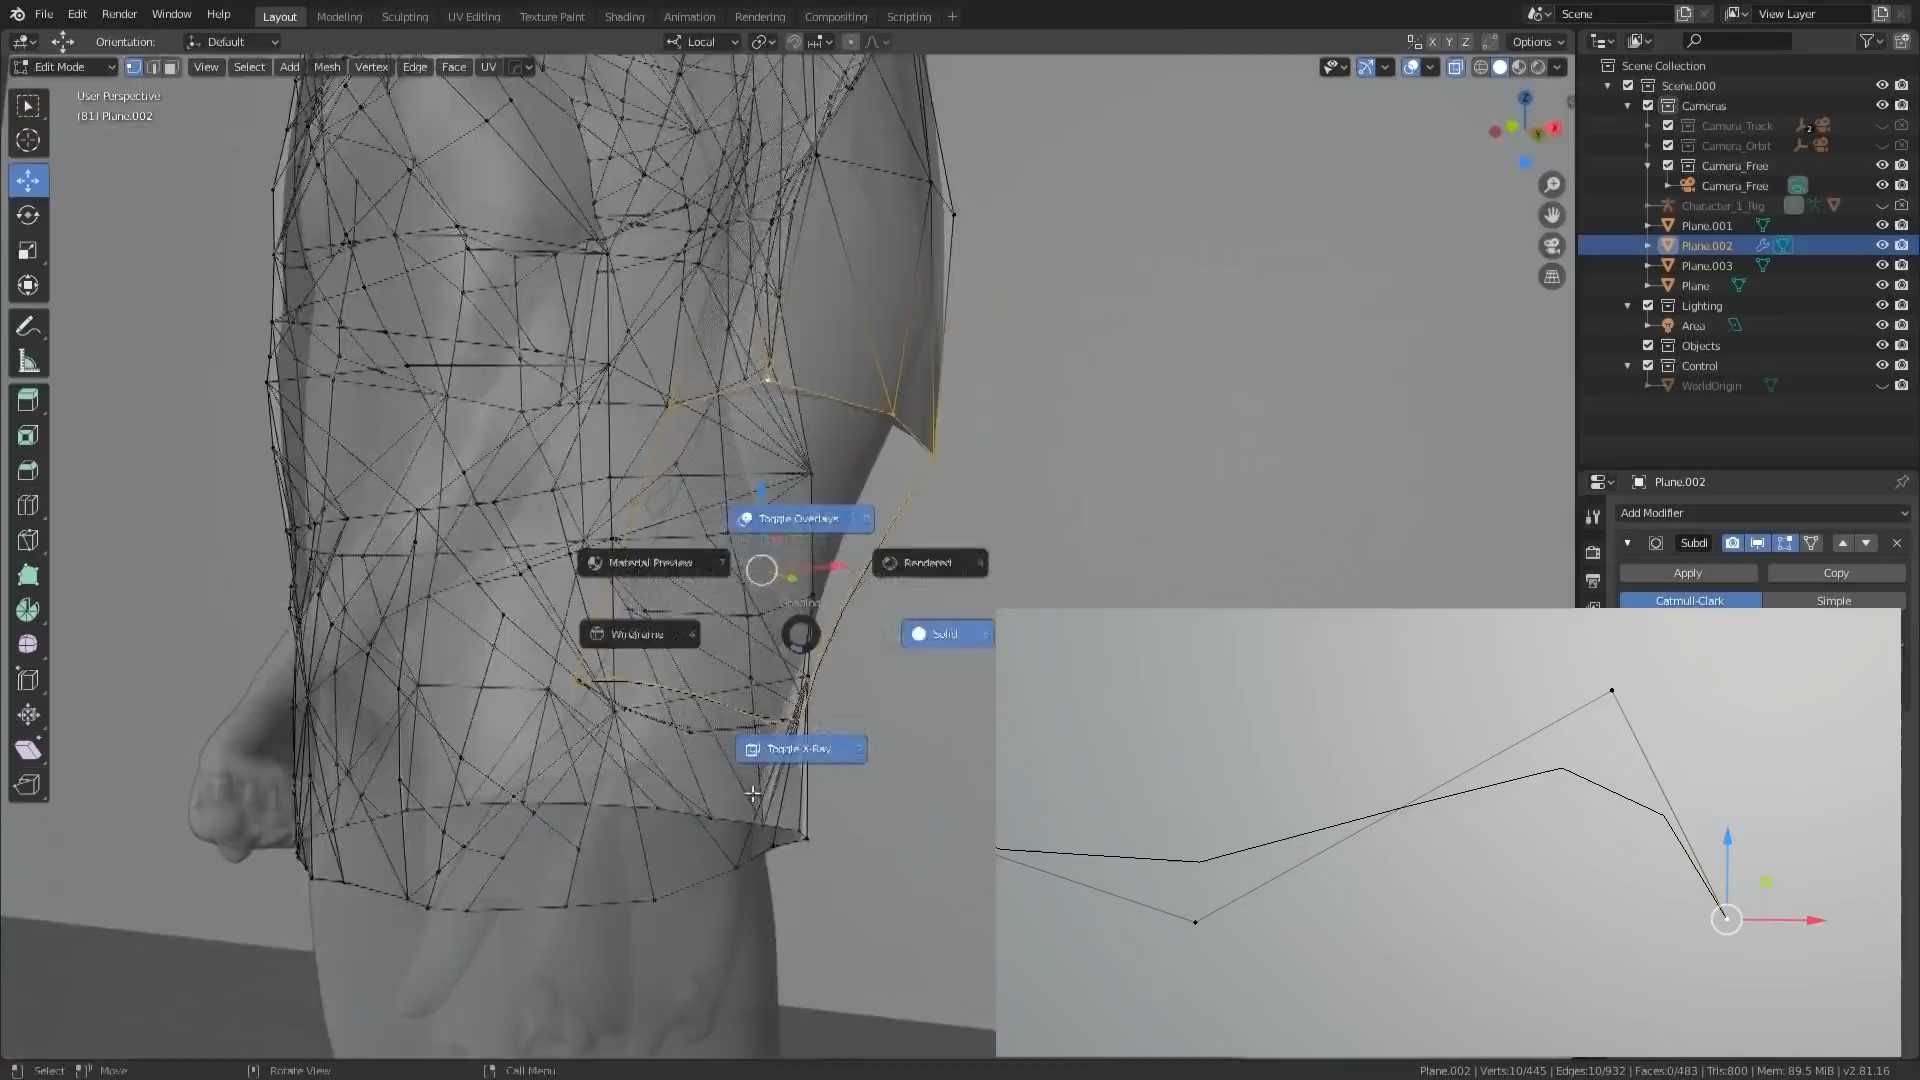 File Edit Render Window Help Layout Modeling Sculpting UV Editing Texture Paint Shading Animation Rendering Compositing Scripting + Scene View Layer
Orientation: Default Local X Y Z Options
Edit Mode View Select Add Mesh Vertex Edge Face UV
User Perspective
(81) Plane.002
Scene Collection
Scene.000
Cameras
Camera_Track 2
Camera_Orbit
Camera_Free
Camera_Free
Character_1_Rig
Plane.001
Plane.002
Plane.003
Plane
Lighting
Area
Objects
Control
WorldOrigin
Plane.002
Add Modifier
Subdi
Apply Copy
Catmull-Clark Simple
Toggle Overlays
Material Preview Rendered
Shading
Wireframe Solid
Toggle X-Ray
Select Move Rotate View Call Menu Plane.002 | Verts:10/445 | Edges:10/932 | Faces:0/483 | Tris:800 | Mem: 89.5 MiB | v2.81.16